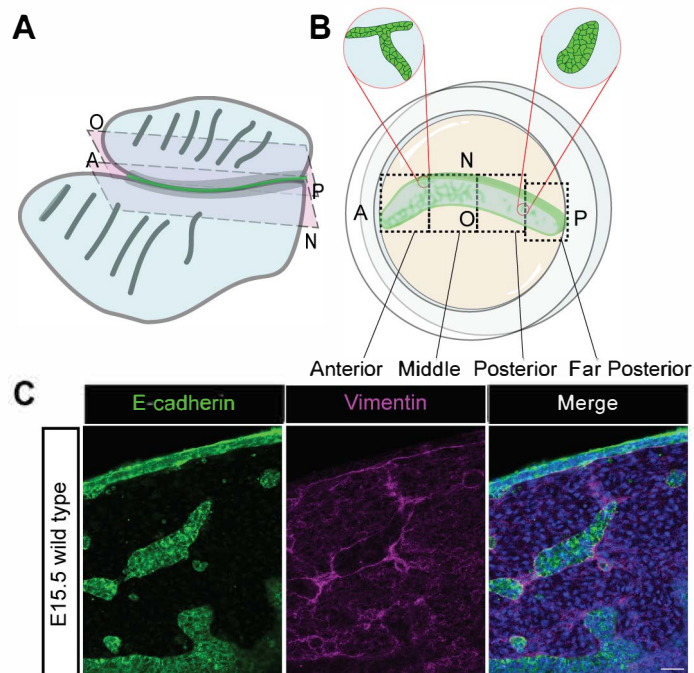 A
B
O
A
P
N
N
A
O
P
Anterior Middle Posterior Far Posterior
C
E-cadherin Vimentin Merge
E15.5 wild type